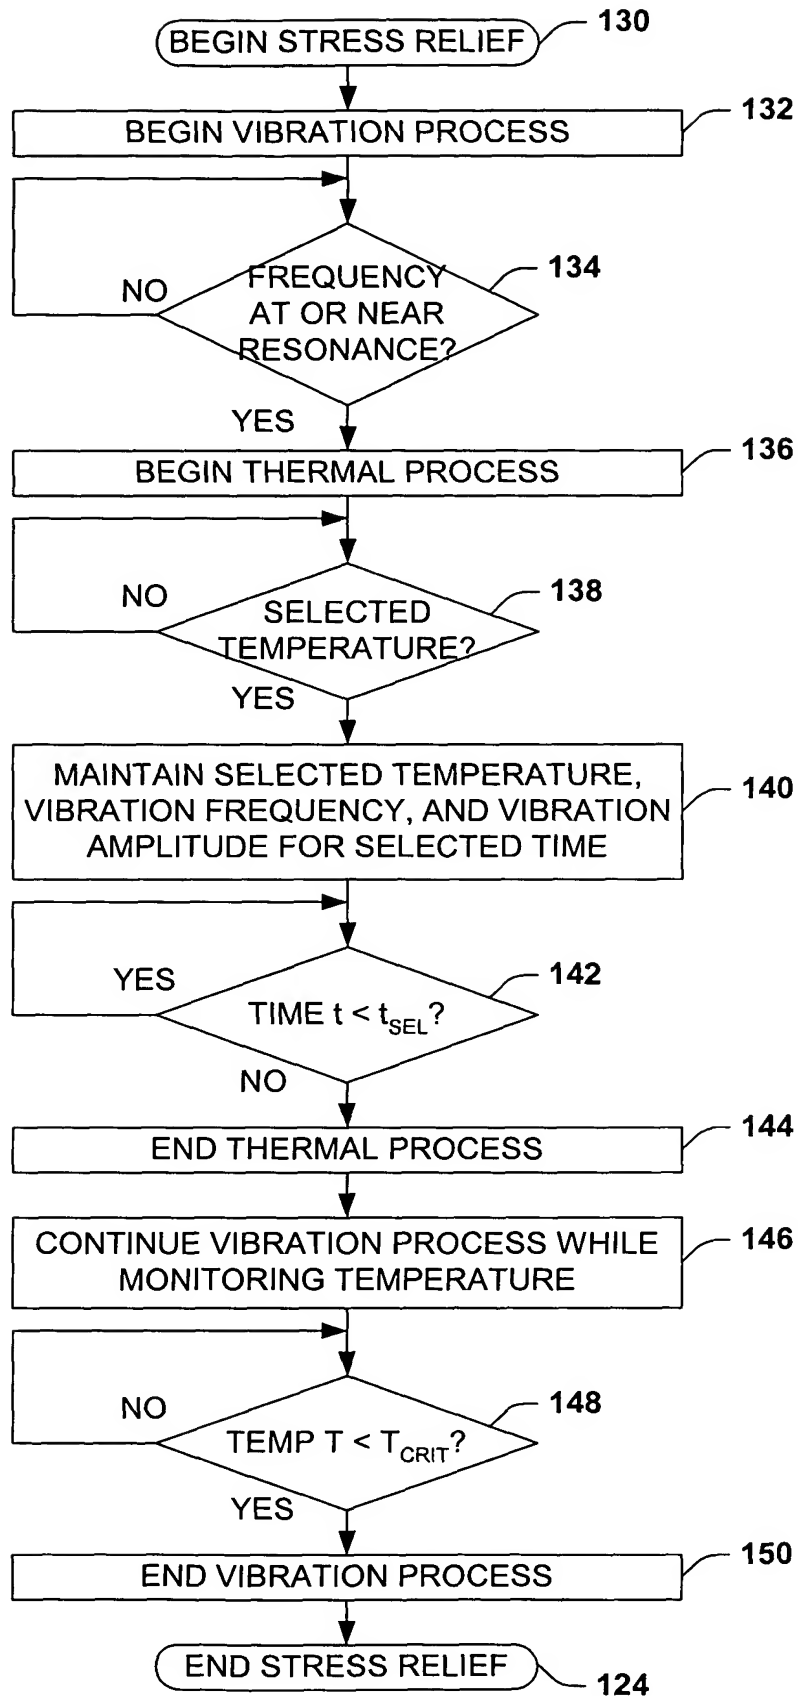 BEGIN STRESS RELIEF
130
BEGIN VIBRATION PROCESS
132
FREQUENCY
AT OR NEAR
RESONANCE?
134
NO
YES
BEGIN THERMAL PROCESS
136
NO
SELECTED
TEMPERATURE?
138
YES
MAINTAIN SELECTED TEMPERATURE,
VIBRATION FREQUENCY, AND VIBRATION
AMPLITUDE FOR SELECTED TIME
140
YES
TIME t < tSEL?
142
NO
END THERMAL PROCESS
144
CONTINUE VIBRATION PROCESS WHILE
MONITORING TEMPERATURE
146
NO
TEMP T < TCRIT?
148
YES
END VIBRATION PROCESS
150
END STRESS RELIEF
124